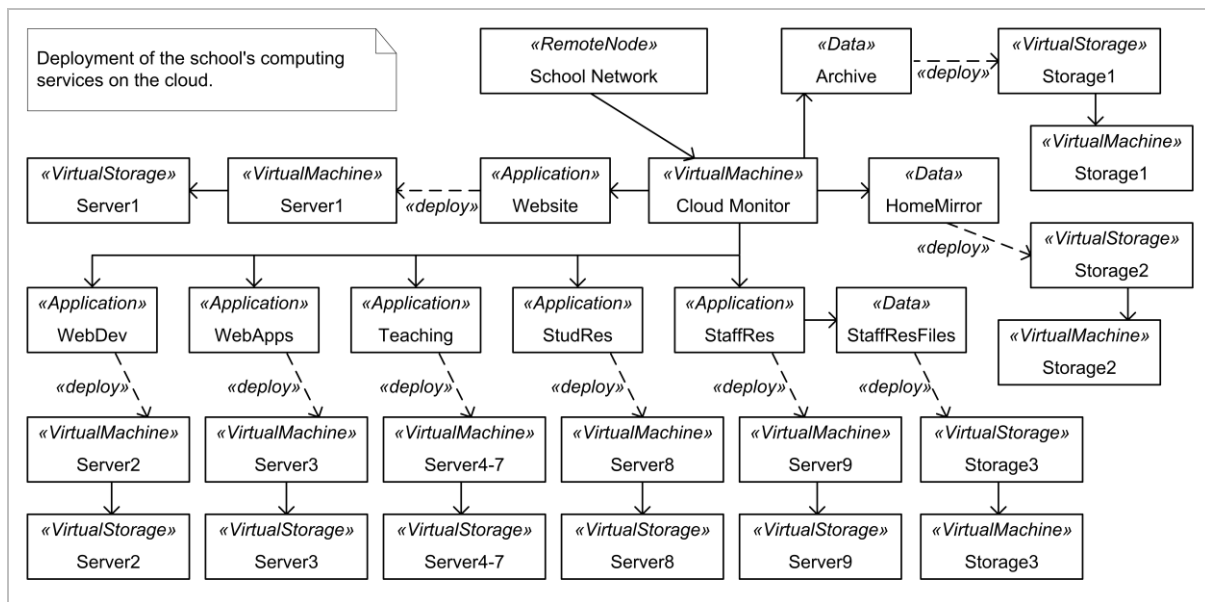 Deployment of the school's computing
services on the cloud.
«RemoteNode»
School Network
«Data»
Archive
«deploy»
«VirtualStorage»
Storage1
«VirtualMachine»
Storage1
«VirtualStorage»
Server1
«VirtualMachine»
Server1
«deploy»
«Application»
Website
«VirtualMachine»
Cloud Monitor
«Data»
HomeMirror
«deploy»
«VirtualStorage»
Storage2
«VirtualMachine»
Storage2
«Application»
WebDev
«Application»
WebApps
«Application»
Teaching
«Application»
StudRes
«Application»
StaffRes
«Data»
StaffResFiles
«deploy»
«deploy»
«deploy»
«deploy»
«deploy»
«deploy»
«VirtualMachine»
Server2
«VirtualMachine»
Server3
«VirtualMachine»
Server4-7
«VirtualMachine»
Server8
«VirtualMachine»
Server9
«VirtualStorage»
Storage3
«VirtualStorage»
Server2
«VirtualStorage»
Server3
«VirtualStorage»
Server4-7
«VirtualStorage»
Server8
«VirtualStorage»
Server9
«VirtualMachine»
Storage3